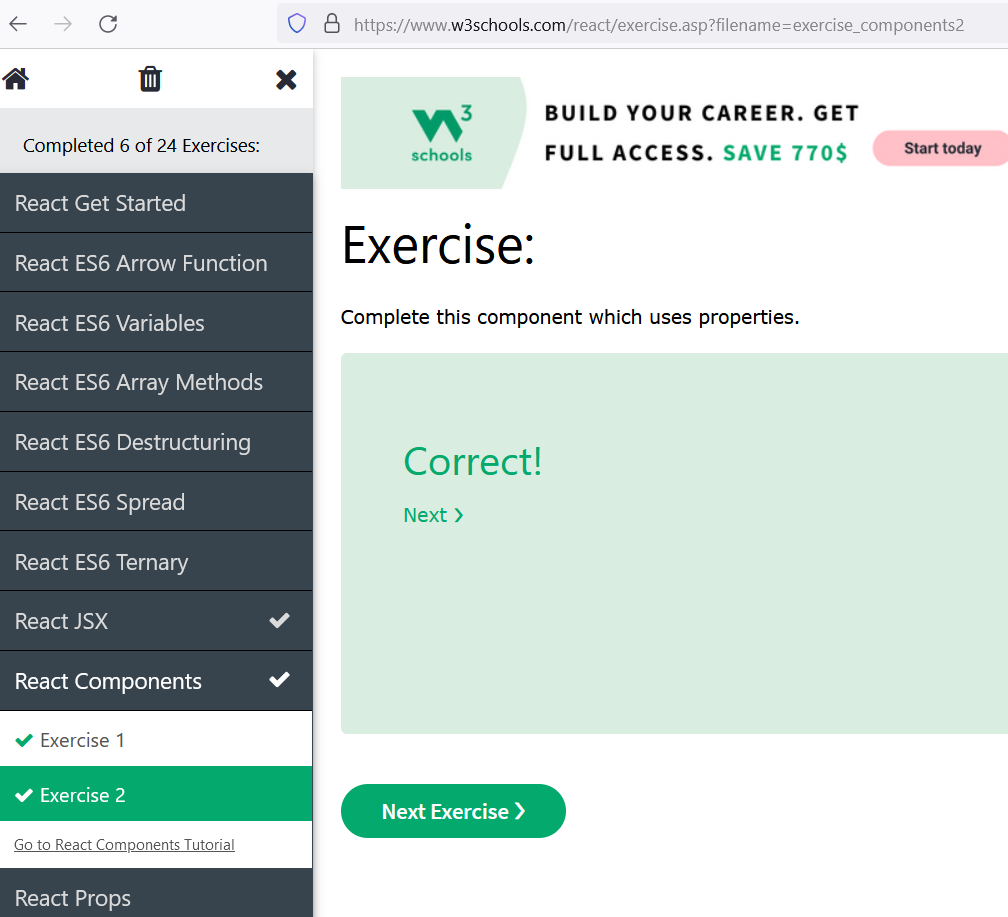 https://www.w3schools.com/react/exercise.asp?filename=exercise_components2
Completed 6 of 24 Exercises:
React Get Started
React ES6 Arrow Function
React ES6 Variables
React ES6 Array Methods
React ES6 Destructuring
React ES6 Spread
React ES6 Ternary
React JSX
React Components
Exercise 1
Exercise 2
Go to React Components Tutorial
React Props
W3
schools
BUILD YOUR CAREER. GET
FULL ACCESS. SAVE 770$
Start today
Exercise:
Complete this component which uses properties.
Correct!
Next ❯
Next Exercise ❯